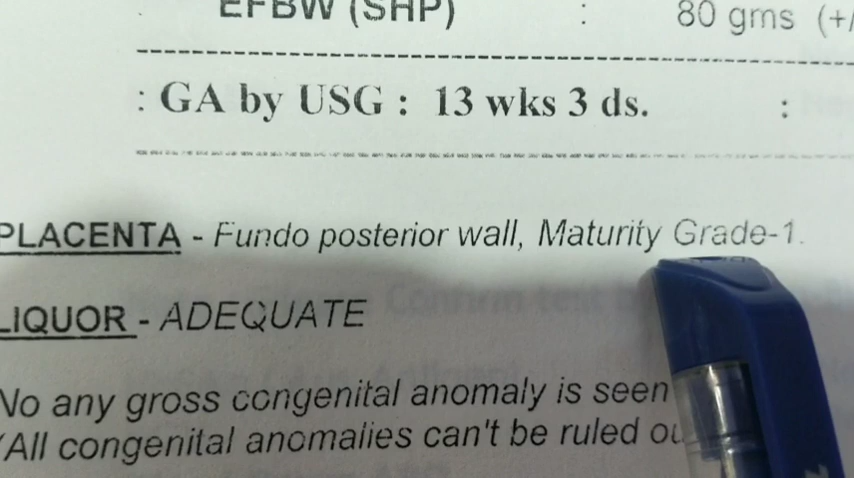 EFBW (SHP) : 80 gms (+/
: GA by USG : 13 wks 3 ds. :
PLACENTA - Fundo posterior wall, Maturity Grade-1.
LIQUOR - ADEQUATE
No any gross congenital anomaly is seen
(All congenital anomalies can't be ruled ou